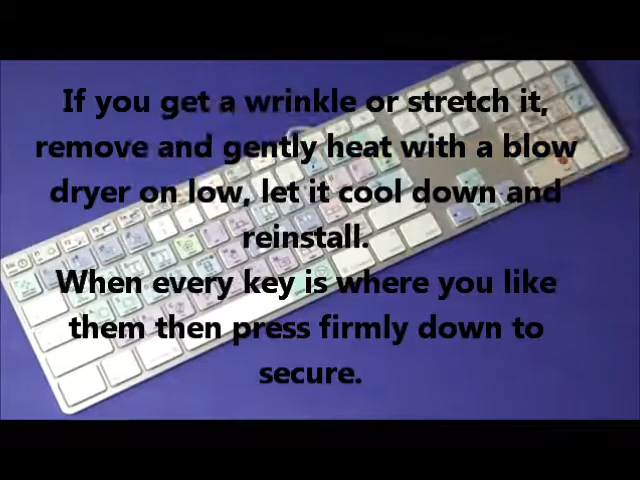 If you get a wrinkle or stretch it,
remove and gently heat with a blow
dryer on low, let it cool down and
reinstall.
When every key is where you like
them then press firmly down to
secure.